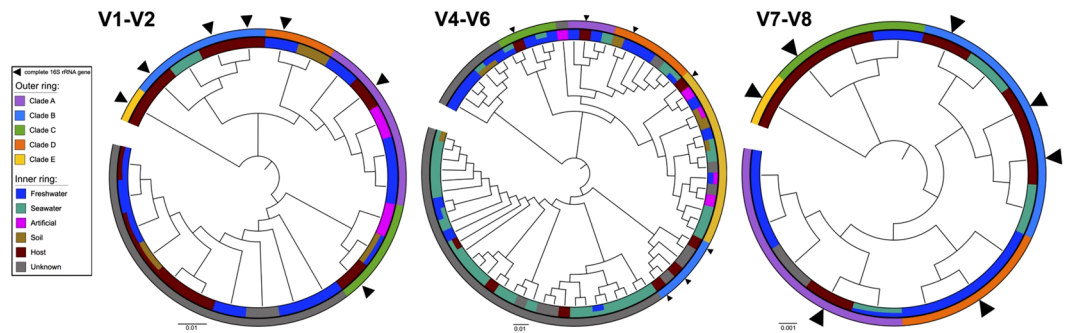 V1-V2
V4-V6
V7-V8
complete 16S rRNA gene
Outer ring:
Clade A
Clade B
Clade C
Clade D
Clade E
Inner ring:
Freshwater
Seawater
Artificial
Soil
Host
Unknown
0.01
0.01
0.001